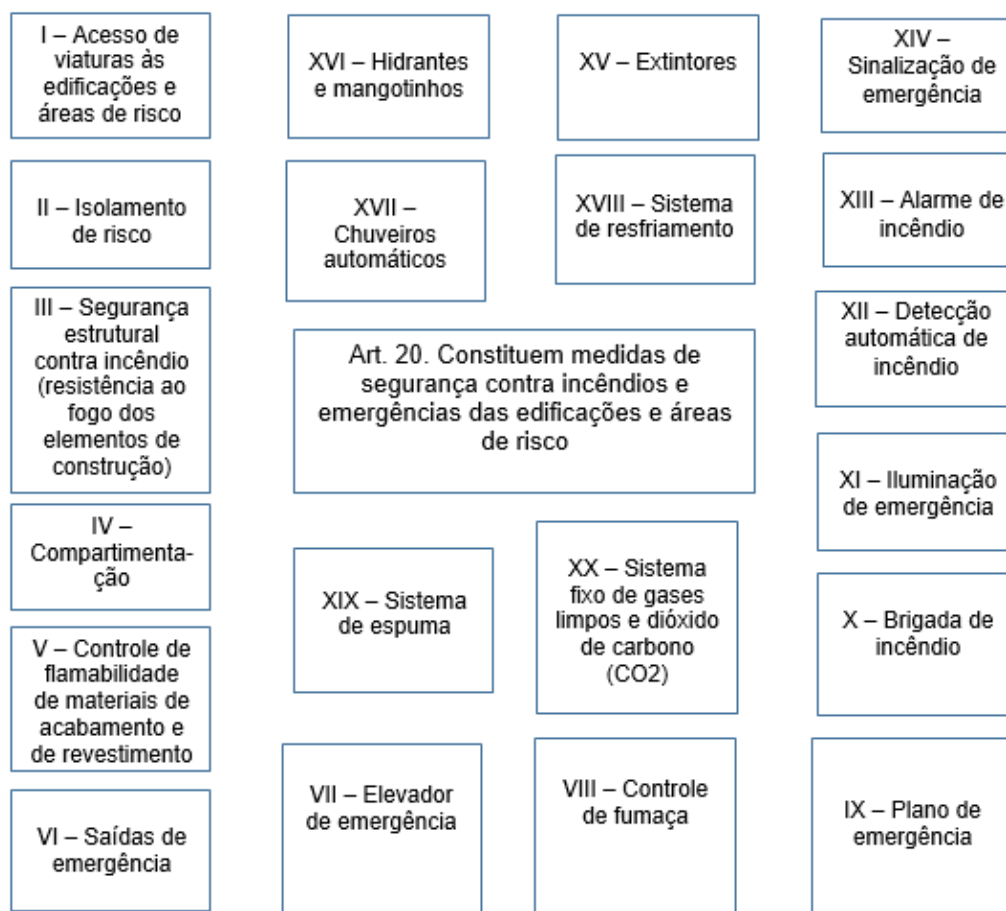 I – Acesso de
viaturas às
edificações e
áreas de risco
XVI – Hidrantes
e mangotinhos
XV – Extintores
XIV –
Sinalização de
emergência
II – Isolamento
de risco
XVII –
Chuveiros
automáticos
XVIII – Sistema
de resfriamento
XIII – Alarme de
incêndio
III – Segurança
estrutural
contra incêndio
(resistência ao
fogo dos
elementos de
construção)
Art. 20. Constituem medidas de
segurança contra incêndios e
emergências das edificações e áreas
de risco
XII – Detecção
automática de
incêndio
XI – Iluminação
de emergência
IV –
Compartimenta-
ção
XIX – Sistema
de espuma
XX – Sistema
fixo de gases
limpos e dióxido
de carbono
(CO2)
X – Brigada de
incêndio
V – Controle de
flamabilidade
de materiais de
acabamento e
de revestimento
VI – Saídas de
emergência
VII – Elevador
de emergência
VIII – Controle
de fumaça
IX – Plano de
emergência